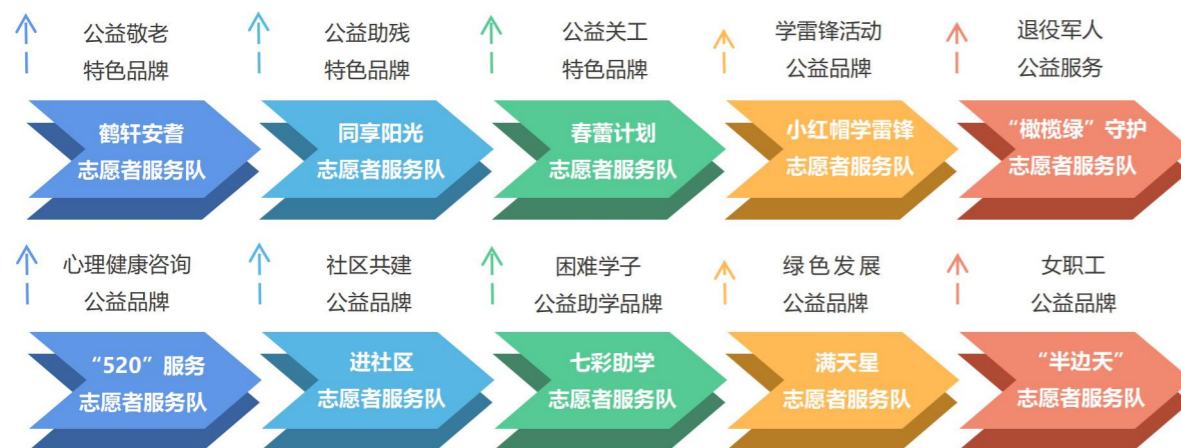 公益敬老
特色品牌
鹤轩安耆
志愿者服务队
公益助残
特色品牌
同享阳光
志愿者服务队
公益关工
特色品牌
春蕾计划
志愿者服务队
学雷锋活动
公益品牌
小红帽学雷锋
志愿者服务队
退役军人
公益服务
“橄榄绿”守护
志愿者服务队
心理健康咨询
公益品牌
“520”服务
志愿者服务队
社区共建
公益品牌
进社区
志愿者服务队
困难学子
公益助学品牌
七彩助学
志愿者服务队
绿色发展
公益品牌
满天星
志愿者服务队
女职工
公益品牌
“半边天”
志愿者服务队